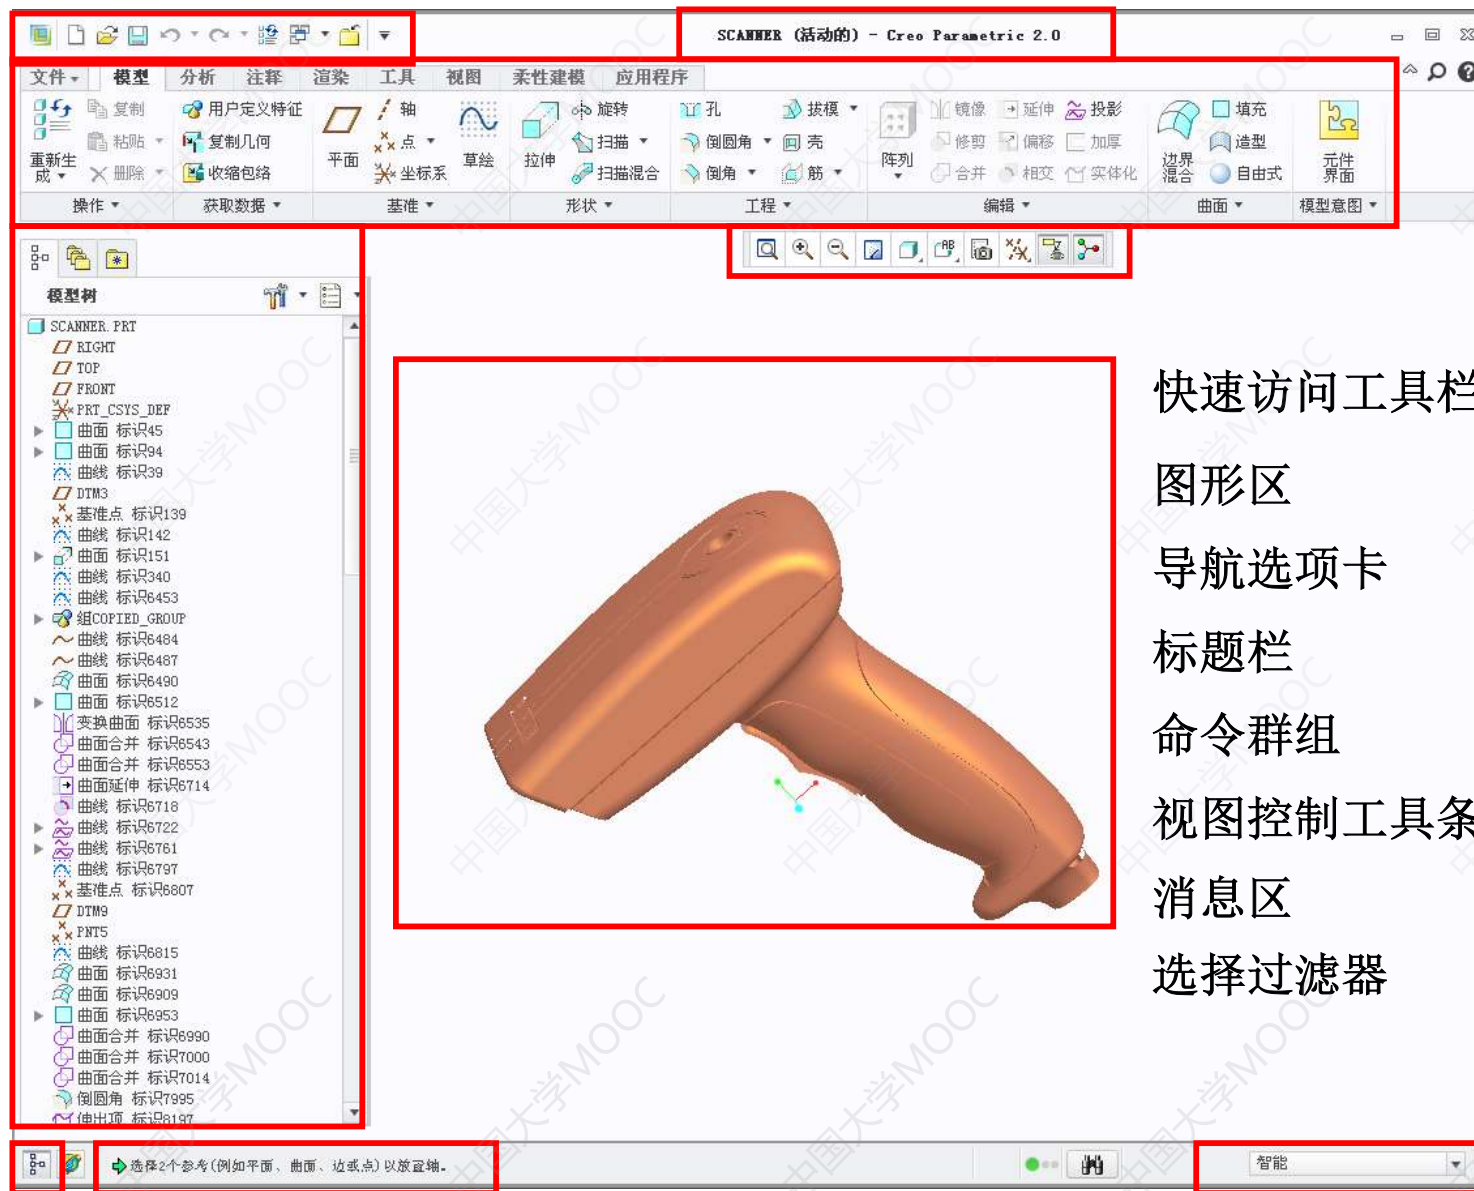 SCANNER (活动的) - Creo Parametric 2.0
文件 模型 分析 注释 渲染 工具 视图 柔性建模 应用程序
重新生成 复制 粘贴 删除
用户定义特征 复制几何 收缩包络
平面 轴 点 坐标系
草绘
拉伸 旋转 扫描 扫描混合
孔 倒圆角 倒角 拔模 壳 筋
阵列 镜像 延伸 投影
修剪 偏移 加厚
合并 相交 实体化
边界混合 填充 造型 自由式
元件界面
操作 获取数据 基准 形状 工程 编辑 曲面 模型意图
模型树
SCANNER.PRT
RIGHT
TOP
FRONT
PRT_CSYS_DEF
曲面 标识45
曲面 标识94
曲线 标识39
DTM3
基准点 标识139
曲线 标识142
曲面 标识151
曲线 标识340
曲线 标识6453
组COPIED_GROUP
曲线 标识6484
曲线 标识6487
曲面 标识6490
曲面 标识6512
变换曲面 标识6535
曲面合并 标识6543
曲面合并 标识6553
曲面延伸 标识6714
曲线 标识6718
曲线 标识6722
曲线 标识6761
曲线 标识6797
基准点 标识6807
DTM9
PNT5
曲线 标识6815
曲面 标识6931
曲面 标识6909
曲面 标识6953
曲面合并 标识6990
曲面合并 标识7000
曲面合并 标识7014
倒圆角 标识7995
伸出项 标识8197
快速访问工具栏
图形区
导航选项卡
标题栏
命令群组
视图控制工具条
消息区
选择过滤器
选择2个参考(例如平面、曲面、边或点)以放置轴。
智能
中国大学MOOC